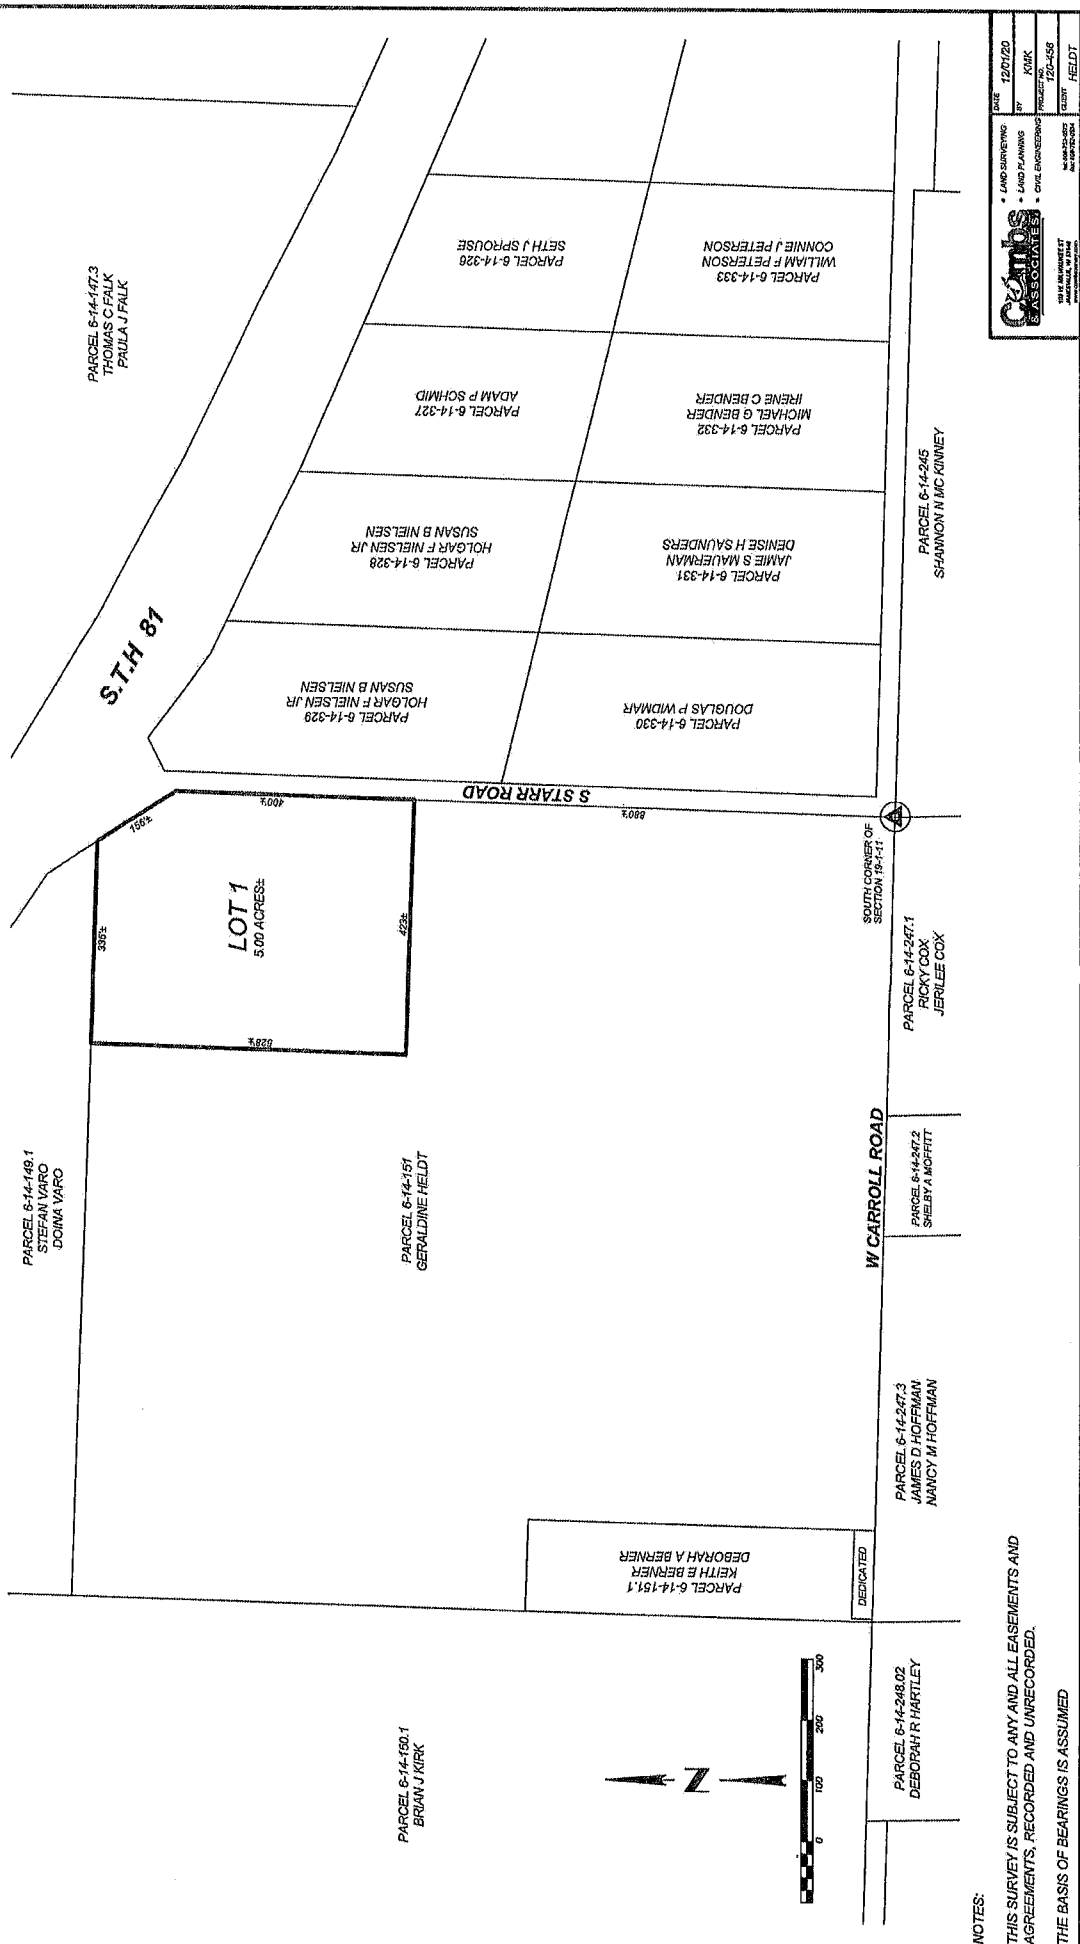 PARCEL 6-14-147.3
THOMAS C FALK
PAULA J FALK
S.T.H 81
PARCEL 6-14-326
SETH J SPROUSE
PARCEL 6-14-327
ADAM P SCHMID
PARCEL 6-14-328
HOLGAR F NIELSEN JR
SUSAN B NIELSEN
PARCEL 6-14-329
HOLGAR F NIELSEN JR
SUSAN B NIELSEN
PARCEL 6-14-333
WILLIAM F PETERSON
CONNIE J PETERSON
PARCEL 6-14-332
MICHAEL G BENDER
IRENE C BENDER
PARCEL 6-14-331
JAMIE S MAUERMAN
DENISE H SAUNDERS
PARCEL 6-14-330
DOUGLAS P WIDMAR
S STARR ROAD
156'±
400'±
335'±
LOT 1
5.00 ACRES±
423±
528'±
880'±
SOUTH CORNER OF
SECTION 19-1-11
PARCEL 6-14-149.1
STEFAN VARO
DOINA VARO
PARCEL 6-14-151
GERALDINE HELDT
W CARROLL ROAD
PARCEL 6-14-245
SHANNON N MC KINNEY
PARCEL 6-14-247.1
RICKY COX
JERILEE COX
PARCEL 6-14-247.2
SHELBY A MOFFITT
PARCEL 6-14-247.3
JAMES D HOFFMAN
NANCY M HOFFMAN
PARCEL 6-14-151.1
KEITH E BERNER
DEBORAH A BERNER
DEDICATED
PARCEL 6-14-150.1
BRIAN J KIRK
PARCEL 6-14-248.02
DEBORAH R HARTLEY
N
0 100 200 300
NOTES:
THIS SURVEY IS SUBJECT TO ANY AND ALL EASEMENTS AND
AGREEMENTS, RECORDED AND UNRECORDED.
THE BASIS OF BEARINGS IS ASSUMED
Combs
& ASSOCIATES
• LAND SURVEYING
• LAND PLANNING
• CIVIL ENGINEERING
109 W. MILWAUKEE ST
JANESVILLE, WI 53548
DATE 12/01/20
BY KMK
PROJECT NO. 120-456
CLIENT HELDT